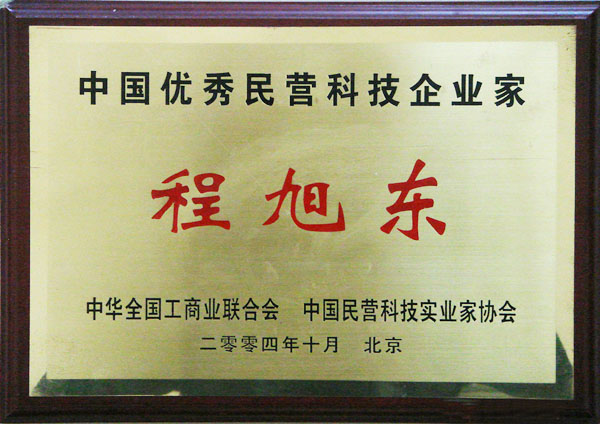 中国优秀民营科技企业家
程旭东
中华全国工商业联合会 中国民营科技实业家协会
二零零四年十月 北京